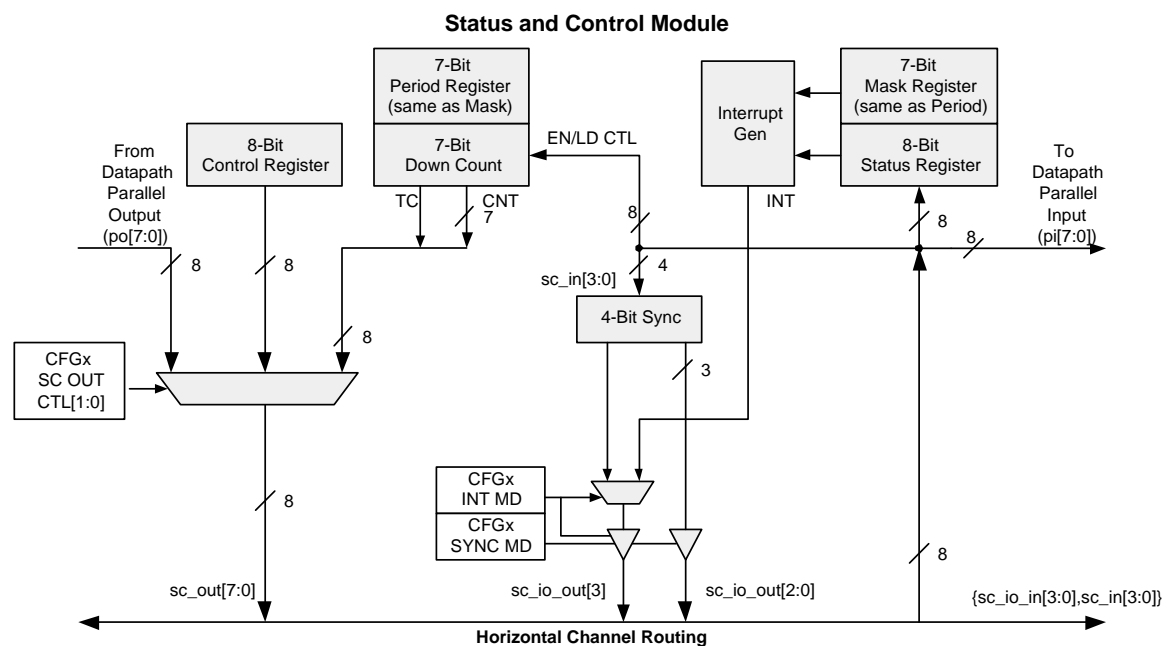 Status and Control Module
7-Bit
Period Register
(same as Mask)
7-Bit
Down Count
8-Bit
Control Register
From
Datapath
Parallel
Output
(po[7:0])
EN/LD CTL
Interrupt
Gen
7-Bit
Mask Register
(same as Period)
8-Bit
Status Register
To
Datapath
Parallel
Input
(pi[7:0])
TC
CNT
7
INT
8
8
8
8
8
8
4
sc_in[3:0]
4-Bit Sync
8
3
CFGx
SC OUT
CTL[1:0]
CFGx
INT MD
CFGx
SYNC MD
8
8
sc_out[7:0]
sc_io_out[3]
sc_io_out[2:0]
{sc_io_in[3:0],sc_in[3:0]}
Horizontal Channel Routing